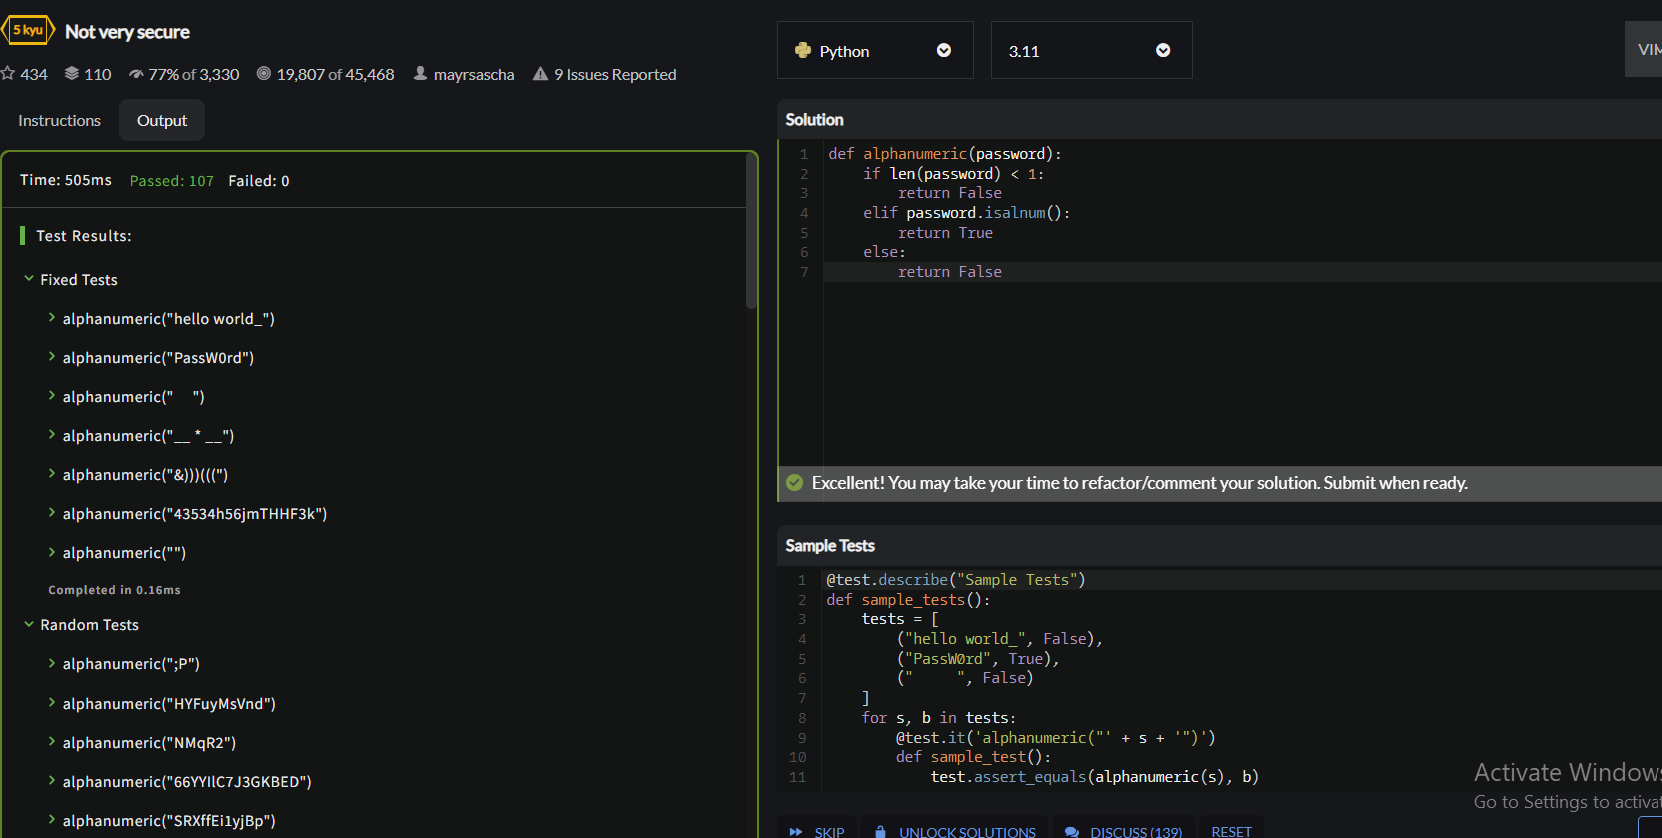 5 kyu Not very secure
434 110 77% of 3,330 19,807 of 45,468 mayrsascha 9 Issues Reported
Instructions Output
Time: 505ms Passed: 107 Failed: 0
Test Results:
Fixed Tests
alphanumeric("hello world_")
alphanumeric("PassW0rd")
alphanumeric("     ")
alphanumeric("__ * __")
alphanumeric("&)))(((")
alphanumeric("43534h56jmTHHF3k")
alphanumeric("")
Completed in 0.16ms
Random Tests
alphanumeric(";P")
alphanumeric("HYFuyMsVnd")
alphanumeric("NMqR2")
alphanumeric("66YYIlC7J3GKBED")
alphanumeric("SRXffEi1yjBp")
Python 3.11 VIM
Solution
1 def alphanumeric(password):
2     if len(password) < 1:
3         return False
4     elif password.isalnum():
5         return True
6     else:
7         return False
Excellent! You may take your time to refactor/comment your solution. Submit when ready.
Sample Tests
1 @test.describe("Sample Tests")
2 def sample_tests():
3     tests = [
4         ("hello world_", False),
5         ("PassW0rd", True),
6         ("     ", False)
7     ]
8     for s, b in tests:
9         @test.it('alphanumeric("' + s + '")')
10         def sample_test():
11             test.assert_equals(alphanumeric(s), b)
Activate Windows
Go to Settings to activat
SKIP UNLOCK SOLUTIONS DISCUSS (139) RESET